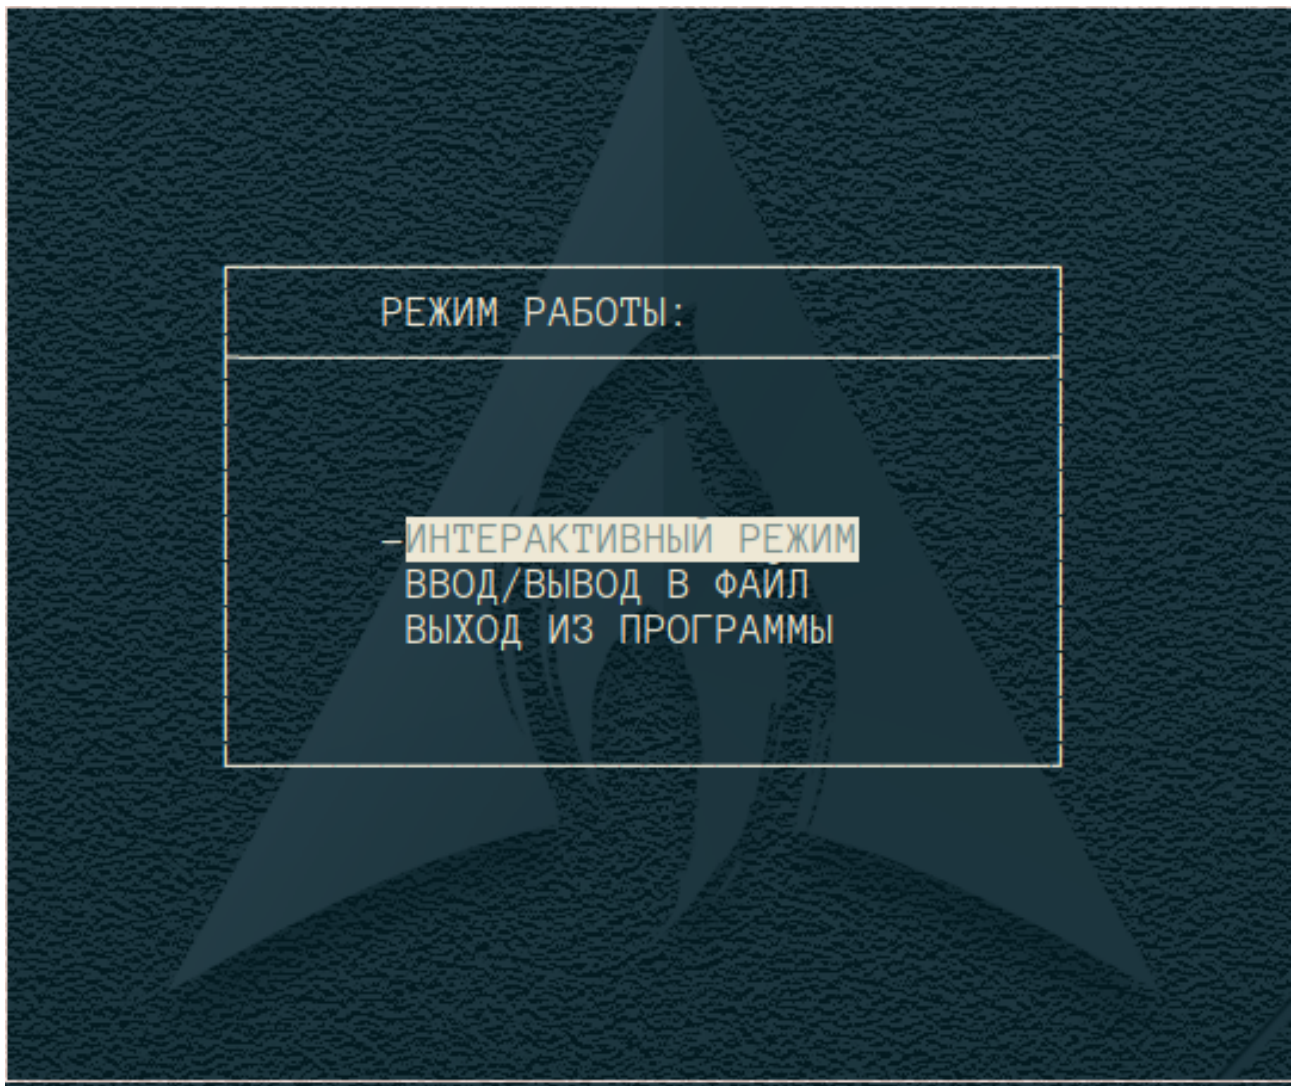 РЕЖИМ РАБОТЫ:
-ИНТЕРАКТИВНЫЙ РЕЖИМ
ВВОД/ВЫВОД В ФАЙЛ
ВЫХОД ИЗ ПРОГРАММЫ